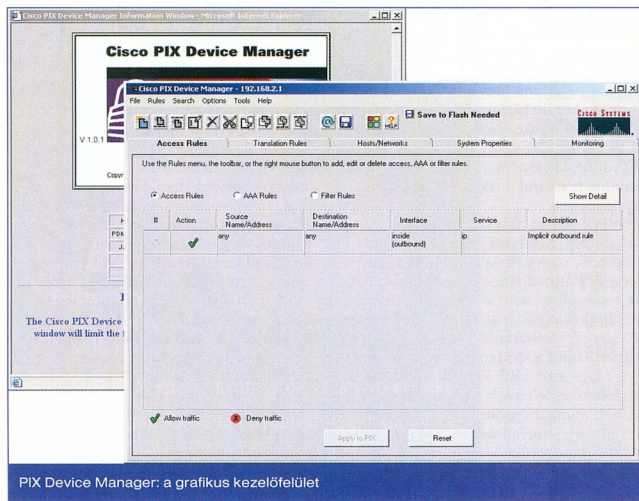 Cisco PIX Device Manager Information Window - Microsoft Internet Explorer
Cisco PIX Device Manager
V 1.0.1
Copyr
PDM
J.
The Cisco PIX Device
window will limit the
Cisco PIX Device Manager - 192.168.2.1
File Rules Search Options Tools Help
HELP
Save to Flash Needed
CISCO SYSTEMS
Access Rules Translation Rules Hosts/Networks System Properties Monitoring
Use the Rules menu, the toolbar, or the right mouse button to add, edit or delete access, AAA or filter rules.
Access Rules AAA Rules Filter Rules Show Detail
# Action Source Name/Address Destination Name/Address Interface Service Description
- any any inside (outbound) ip Implicit outbound rule
Allow traffic Deny traffic
Apply to PIX Reset
PIX Device Manager: a grafikus kezelőfelület